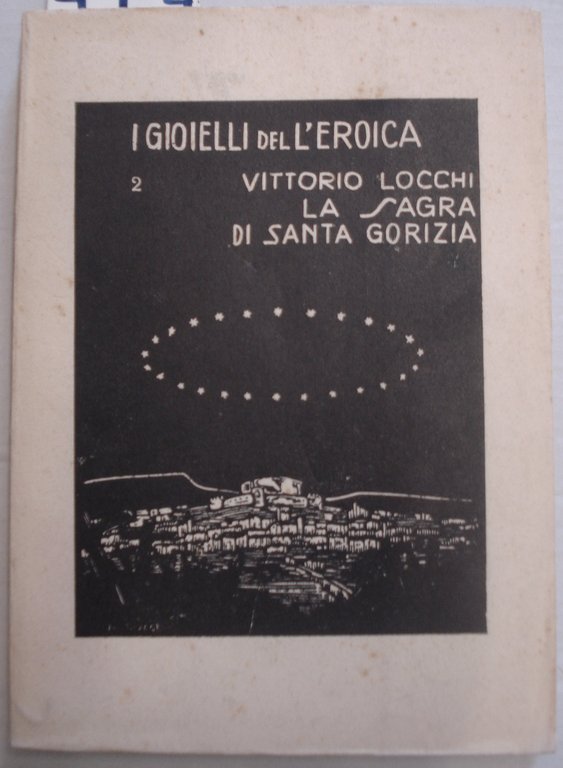 I GIOIELLI DEL L'EROICA
2
VITTORIO LOCCHI
LA SAGRA
DI SANTA GORIZIA